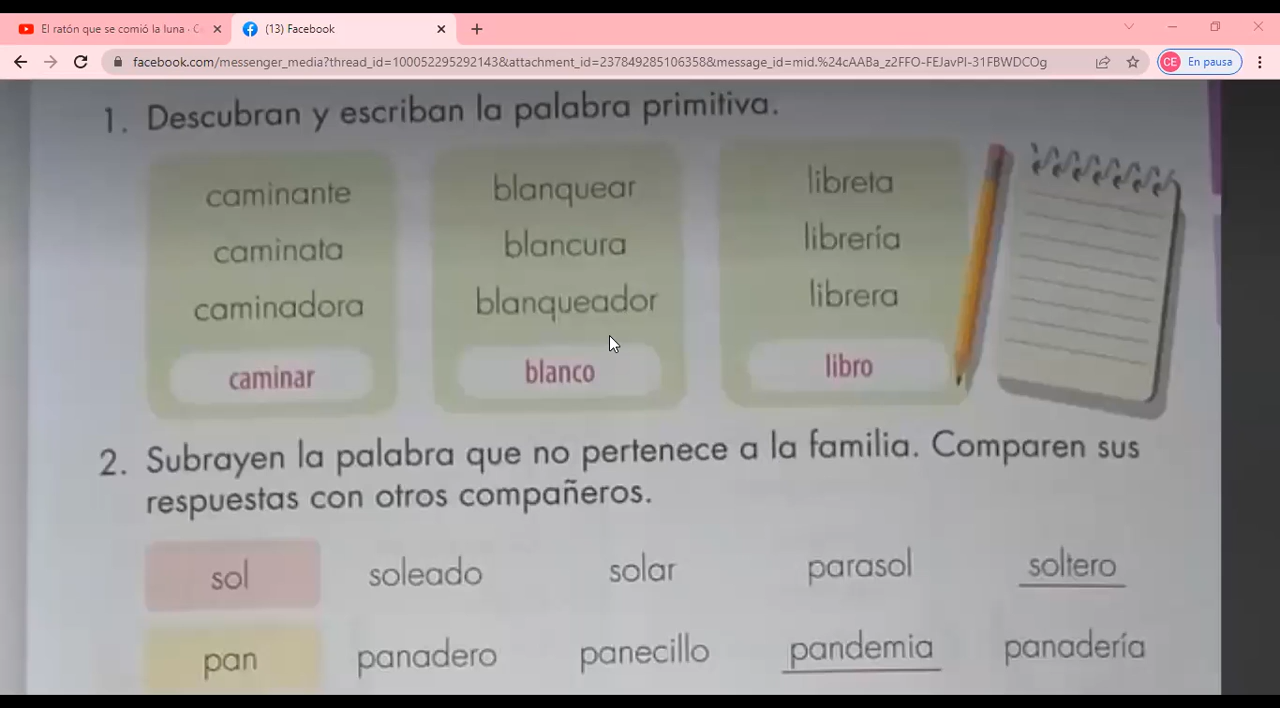 El ratón que se comió la luna · C
(13) Facebook
facebook.com/messenger_media?thread_id=100052295235143&attachment_id=2378492851063588&message_id=mid.%24cAABa_z2FFO-FEJavPI-31FBWDCOg
CE En pausa
1. Descubran y escriban la palabra primitiva.
caminante blanquear libreta
caminata blancura librería
caminadora blanqueador librera
caminar blanco libro
2. Subrayen la palabra que no pertenece a la familia. Comparen sus
respuestas con otros compañeros.
sol soleado solar parasol soltero
pan panadero panecillo pandemia panadería